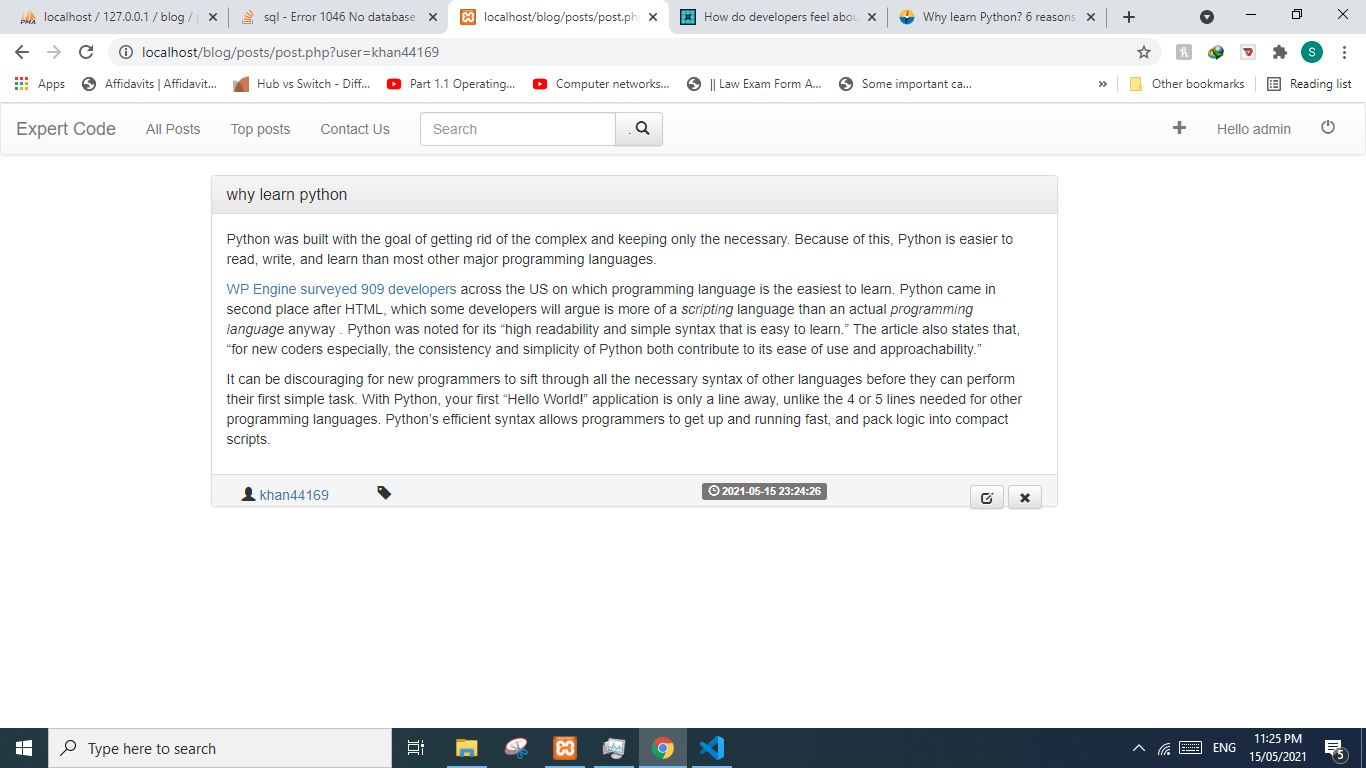 localhost / 127.0.0.1 / blog / p
sql - Error 1046 No database
localhost/blog/posts/post.ph
How do developers feel abou
Why learn Python? 6 reasons
localhost/blog/posts/post.php?user=khan44169
S
Apps
Affidavits | Affidavit...
Hub vs Switch - Diff...
Part 1.1 Operating...
Computer networks...
|| Law Exam Form A...
Some important ca...
»
Other bookmarks
Reading list
Expert Code
All Posts
Top posts
Contact Us
Search
.
Hello admin
why learn python
Python was built with the goal of getting rid of the complex and keeping only the necessary. Because of this, Python is easier to
read, write, and learn than most other major programming languages.
WP Engine surveyed 909 developers across the US on which programming language is the easiest to learn. Python came in
second place after HTML, which some developers will argue is more of a scripting language than an actual programming
language anyway . Python was noted for its “high readability and simple syntax that is easy to learn.” The article also states that,
“for new coders especially, the consistency and simplicity of Python both contribute to its ease of use and approachability.”
It can be discouraging for new programmers to sift through all the necessary syntax of other languages before they can perform
their first simple task. With Python, your first “Hello World!” application is only a line away, unlike the 4 or 5 lines needed for other
programming languages. Python’s efficient syntax allows programmers to get up and running fast, and pack logic into compact
scripts.
khan44169
2021-05-15 23:24:26
Type here to search
ENG
11:25 PM
15/05/2021
5